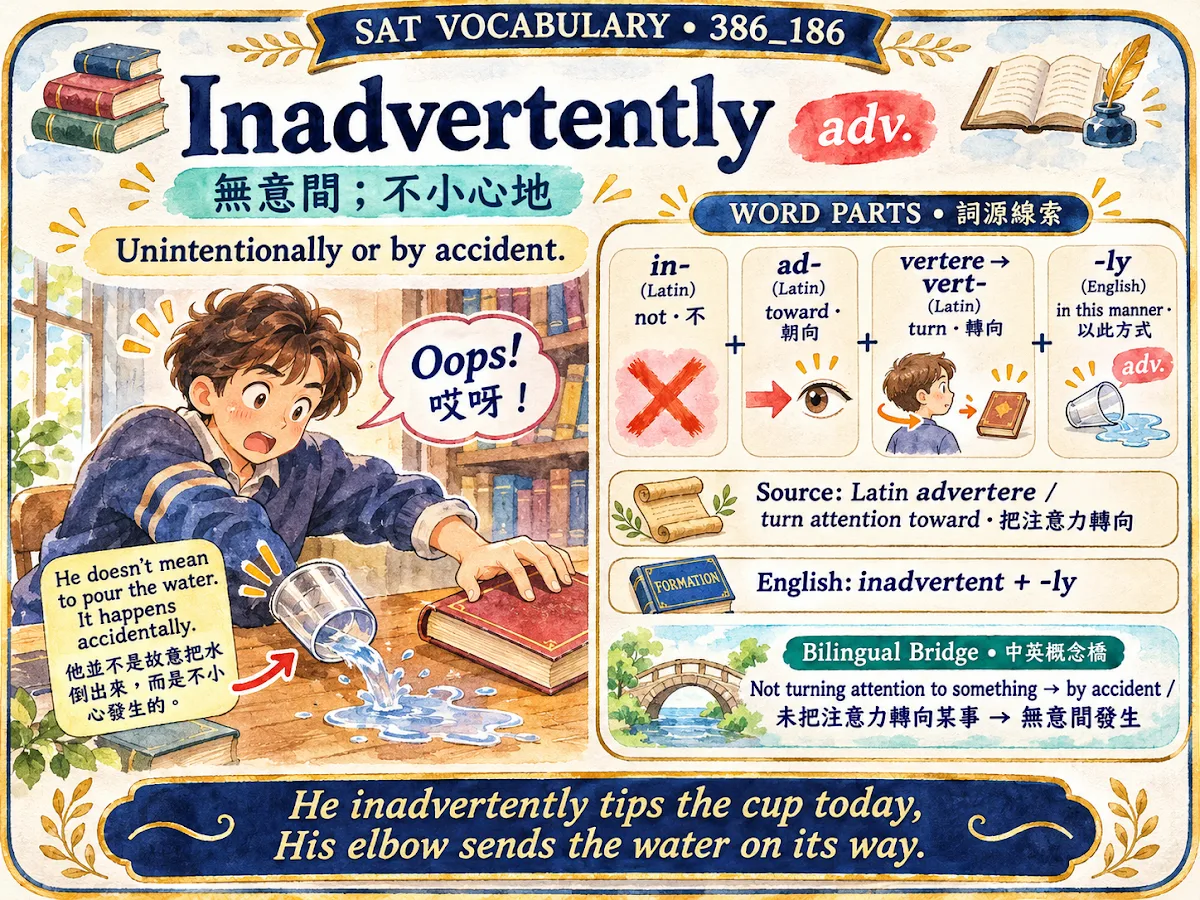 SAT VOCABULARY • 386_186
Inadvertently
adv.
無意間；不小心地
Unintentionally or by accident.
Oops!
哎呀！
He doesn't mean
to pour the water.
It happens
accidentally.
他並不是故意把水
倒出來，而是不小
心發生的。
WORD PARTS • 詞源線索
in-
(Latin)
not · 不
+
ad-
(Latin)
toward ·
朝向
+
vertere →
vert-
(Latin)
turn · 轉向
+
-ly
(English)
in this manner ·
以此方式
adv.
Source: Latin advertere /
turn attention toward · 把注意力轉向
FORMATION
English: inadvertent + -ly
Bilingual Bridge • 中英概念橋
Not turning attention to something → by accident /
未把注意力轉向某事 → 無意間發生
He inadvertently tips the cup today,
His elbow sends the water on its way.